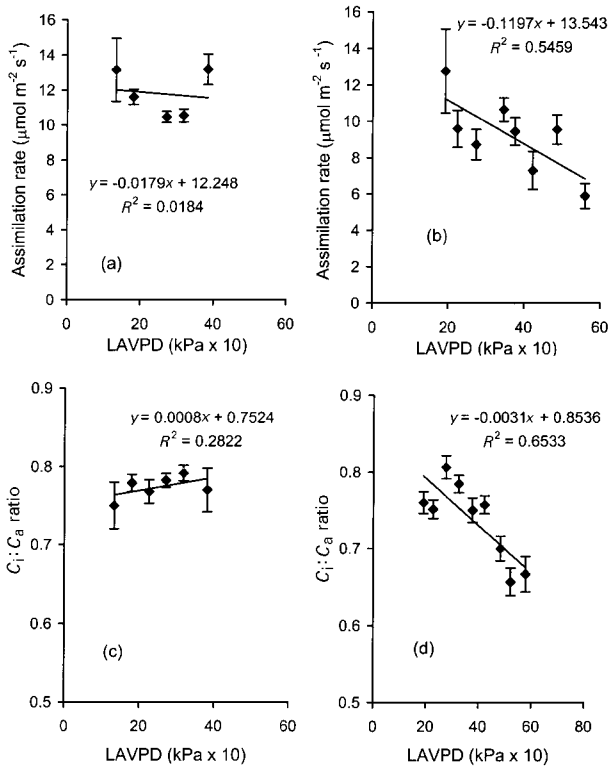 Assimilation rate (μmol m⁻² s⁻¹)
16
14
12
10
8
6
4
2
0
y = -0.0179x + 12.248
R² = 0.0184
(a)
0 20 40 60
LAVPD (kPa x 10)
Assimilation rate (μmol m⁻² s⁻¹)
16
14
12
10
8
6
4
2
0
y = -0.1197x + 13.543
R² = 0.5459
(b)
0 20 40 60
LAVPD (kPa x 10)
Cᵢ: Cₐ ratio
0.9
0.8
0.7
0.6
0.5
y = 0.0008x + 0.7524
R² = 0.2822
(c)
0 20 40 60
LAVPD (kPa x 10)
Cᵢ: Cₐ ratio
0.9
0.8
0.7
0.6
0.5
y = -0.0031x + 0.8536
R² = 0.6533
(d)
0 20 40 60 80
LAVPD (kPa x 10)